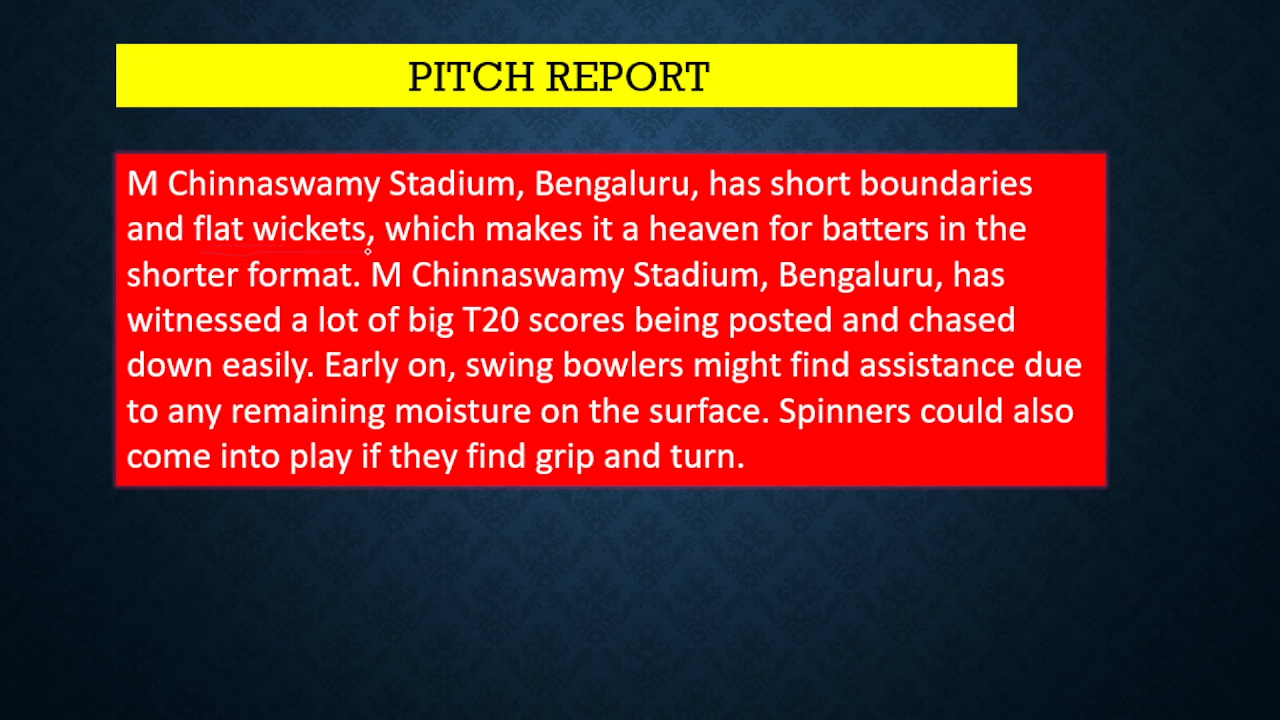 PITCH REPORT
M Chinnaswamy Stadium, Bengaluru, has short boundaries
and flat wickets, which makes it a heaven for batters in the
shorter format. M Chinnaswamy Stadium, Bengaluru, has
witnessed a lot of big T20 scores being posted and chased
down easily. Early on, swing bowlers might find assistance due
to any remaining moisture on the surface. Spinners could also
come into play if they find grip and turn.